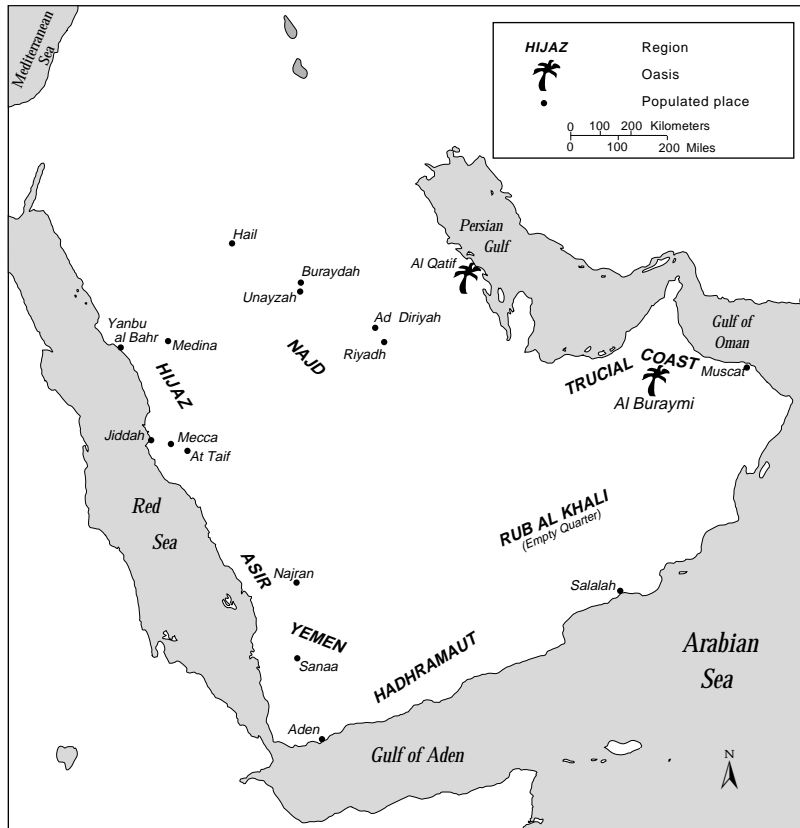 Mediterranean
Sea
HIJAZ Region
Oasis
Populated place
0 100 200 Kilometers
0 100 200 Miles
Persian
Gulf
Hail
Al Qatif
Buraydah
Unayzah
Ad Diriyah
Riyadh
Yanbu
al Bahr
Medina
NAJD
HIJAZ
Gulf of
Oman
TRUCIAL COAST
Muscat
Al Buraymi
Jiddah
Mecca
At Taif
Red
Sea
RUB AL KHALI
(Empty Quarter)
ASIR
Najran
Salalah
YEMEN
Sanaa
HADHRAMAUT
Arabian
Sea
Aden
Gulf of Aden
N